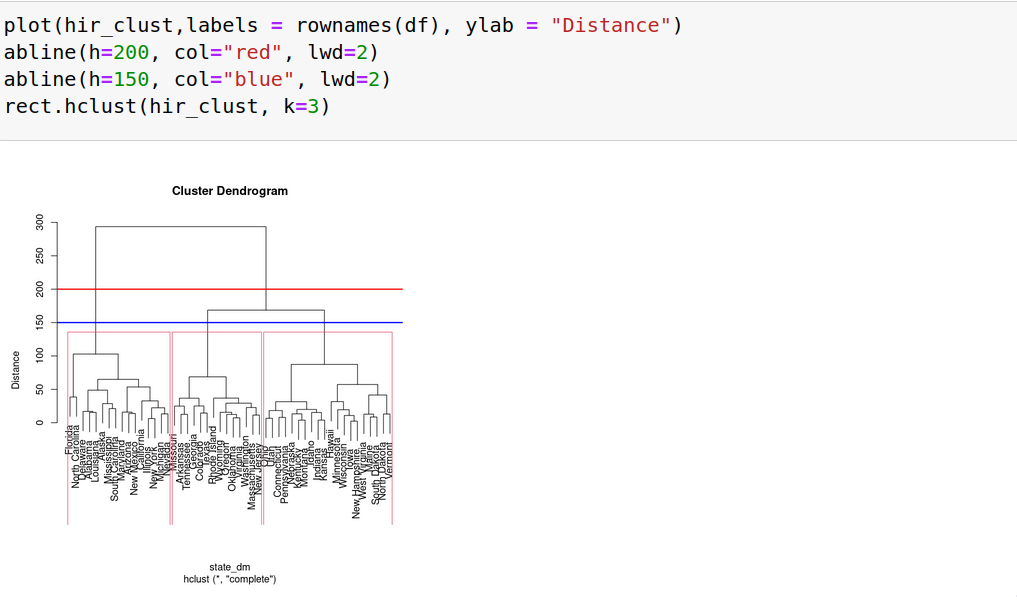 plot(hir_clust,labels = rownames(df), ylab = "Distance")
abline(h=200, col="red", lwd=2)
abline(h=150, col="blue", lwd=2)
rect.hclust(hir_clust, k=3)
Cluster Dendrogram
300
250
200
150
100
50
0
Distance
Florida
North Carolina
Delaware
Alabama
Louisiana
Alaska
Mississippi
South Carolina
Maryland
Arizona
New Mexico
California
Illinois
New York
Michigan
Nevada
Missouri
Arkansas
Tennessee
Georgia
Colorado
Texas
Rhode Island
Wyoming
Oregon
Oklahoma
Virginia
Washington
Massachusetts
New Jersey
Ohio
Utah
Connecticut
Pennsylvania
Nebraska
Kentucky
Montana
Idaho
Indiana
Kansas
Hawaii
Minnesota
Wisconsin
Iowa
New Hampshire
West Virginia
Maine
South Dakota
North Dakota
Vermont
state_dm
hclust (*, "complete")